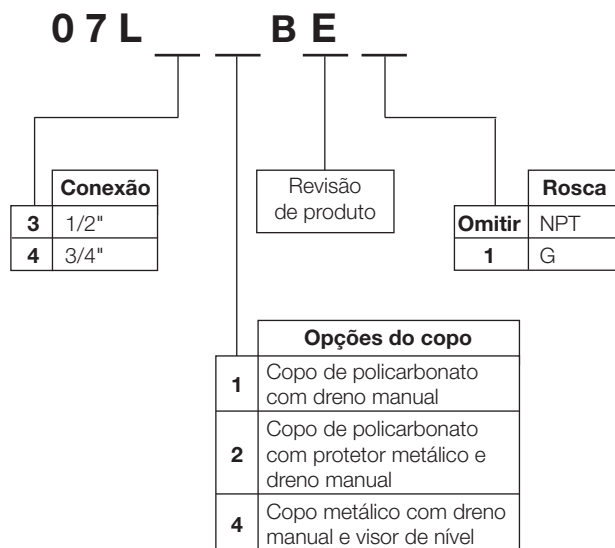 07L B E
Conexão
3 1/2"
4 3/4"
Revisão
de produto
Rosca
Omitir NPT
1 G
Opções do copo
1 Copo de policarbonato
com dreno manual
2 Copo de policarbonato
com protetor metálico e
dreno manual
4 Copo metálico com dreno
manual e visor de nível